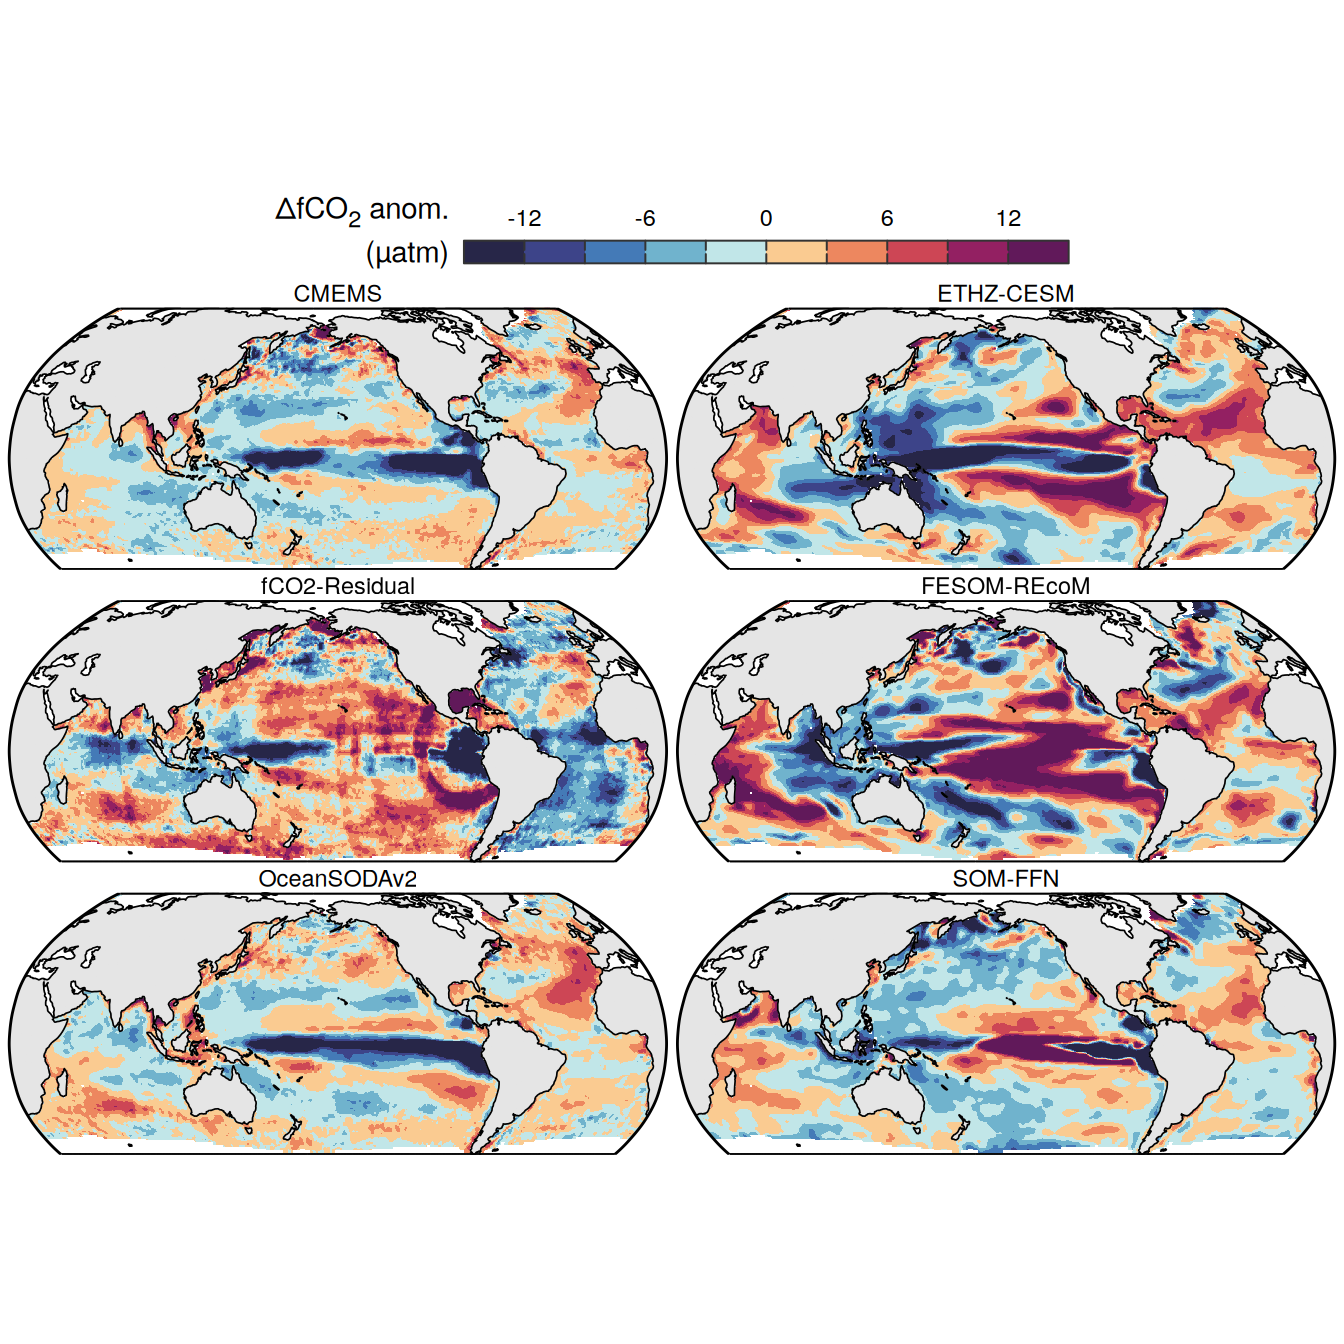 ΔfCO₂ anom.
(µatm)
-12 -6 0 6 12
CMEMS ETHZ-CESM
fCO2-Residual FESOM-REcoM
OceanSODAv2 SOM-FFN